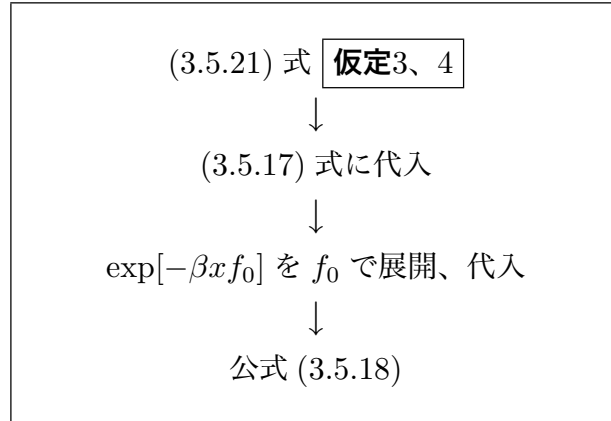 (3.5.21) 式 仮定3、4
↓
(3.5.17) 式に代入
↓
exp[−βxf₀] を f₀ で展開、代入
↓
公式 (3.5.18)